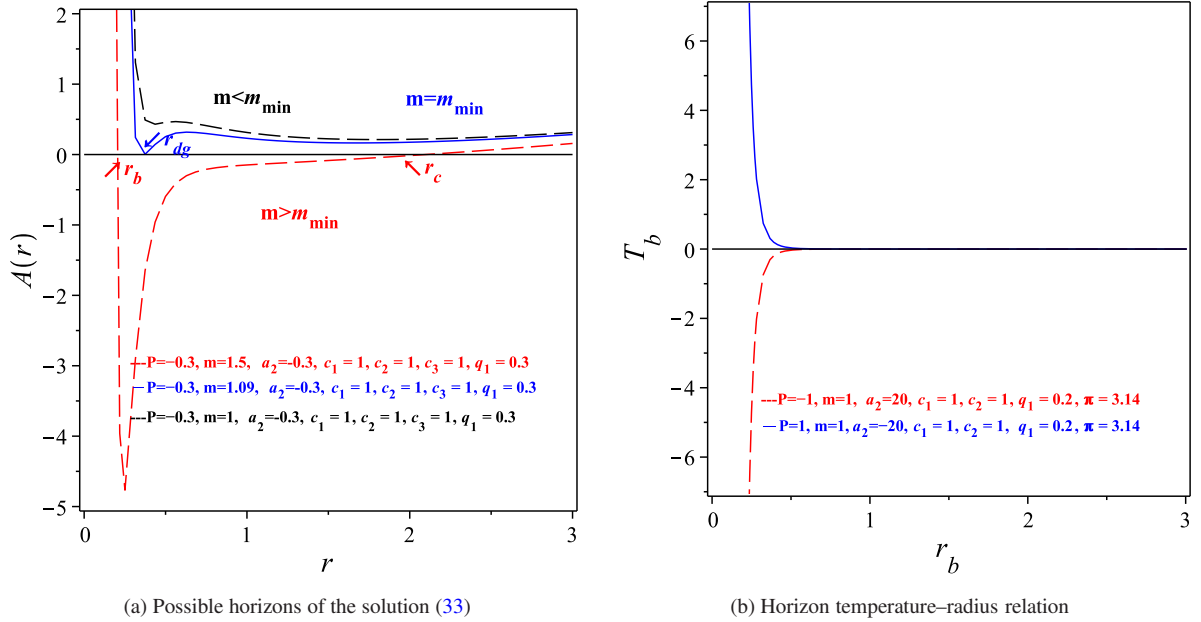 2
1
0
−1
−2
−3
−4
−5
A(r)
m<m_min
m=m_min
r_dg
r_b
r_c
m>m_min
P=−0.3, m=1.5, a_2=-0.3, c_1 = 1, c_2 = 1, c_3 = 1, q_1 = 0.3
P=−0.3, m=1.09, a_2=-0.3, c_1 = 1, c_2 = 1, c_3 = 1, q_1 = 0.3
P=−0.3, m=1, a_2=-0.3, c_1 = 1, c_2 = 1, c_3 = 1, q_1 = 0.3
0 1 2 3
r
(a) Possible horizons of the solution (33)
6
4
2
0
−2
−4
−6
T_b
P=−1, m=1, a_2=20, c_1 = 1, c_2 = 1, q_1 = 0.2, π = 3.14
P=1, m=1, a_2=−20, c_1 = 1, c_2 = 1, q_1 = 0.2, π = 3.14
0 1 2 3
r_b
(b) Horizon temperature–radius relation